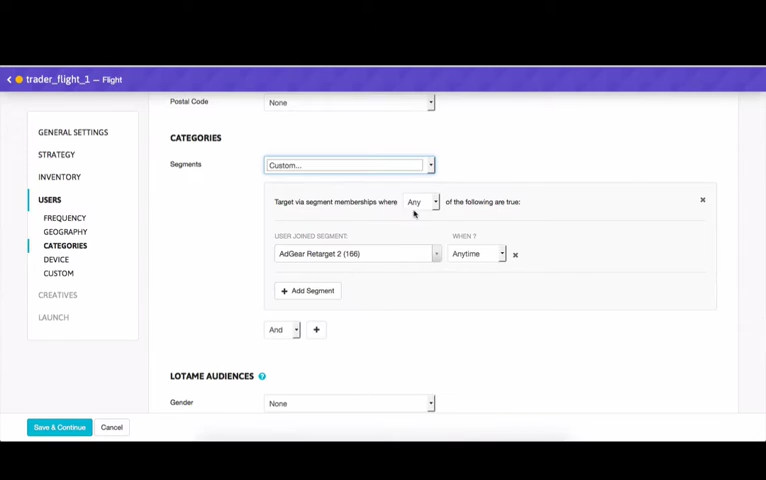 trader_flight_1 — Flight
GENERAL SETTINGS
STRATEGY
INVENTORY
USERS
FREQUENCY
GEOGRAPHY
CATEGORIES
DEVICE
CUSTOM
CREATIVES
LAUNCH
Postal Code
None
CATEGORIES
Segments
Custom...
Target via segment memberships where
Any
of the following are true:
USER JOINED SEGMENT:
WHEN ?
AdGear Retarget 2 (166)
Anytime
+ Add Segment
And
+
LOTAME AUDIENCES ?
Gender
None
Save & Continue
Cancel